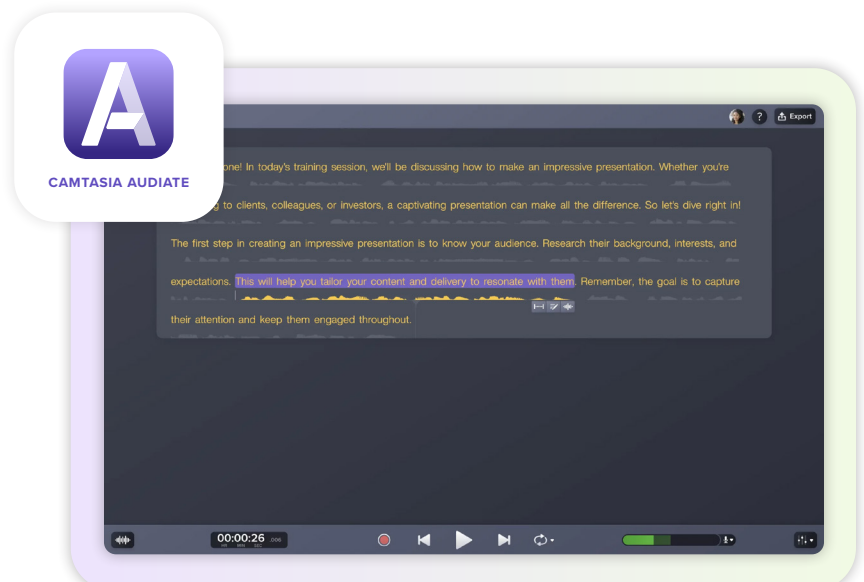 CAMTASIA AUDIATE
? Export
one! In today's training session, we'll be discussing how to make an impressive presentation. Whether you're
to clients, colleagues, or investors, a captivating presentation can make all the difference. So let's dive right in!
The first step in creating an impressive presentation is to know your audience. Research their background, interests, and
expectations. This will help you tailor your content and delivery to resonate with them. Remember, the goal is to capture
their attention and keep them engaged throughout.
00:00:26 .006
HR MIN SEC